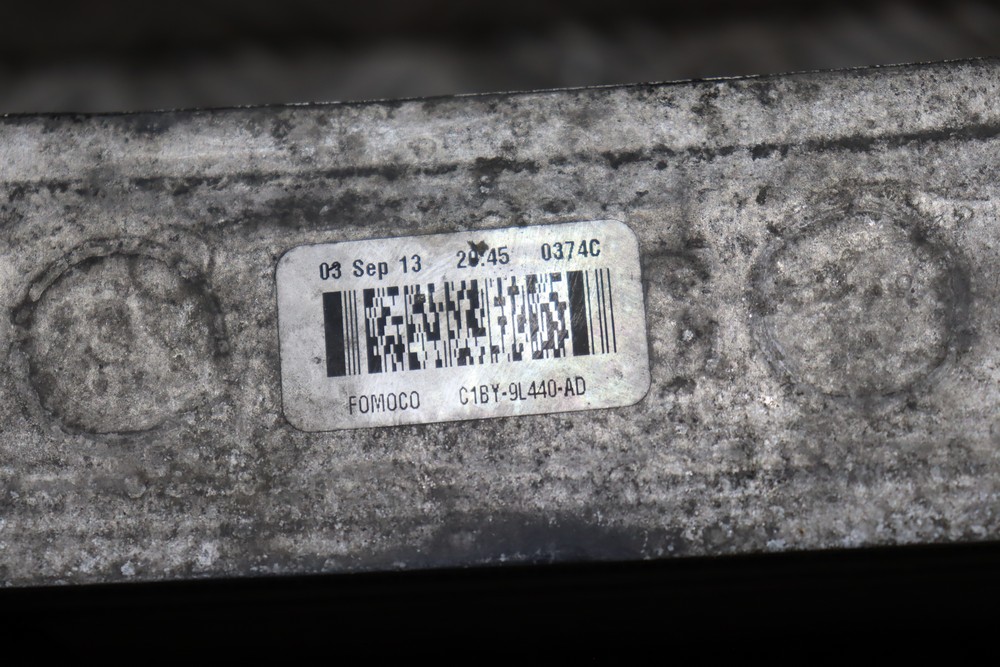 03 Sep 13 20:45 0374C
FOMOCO C1BY-9L440-AD